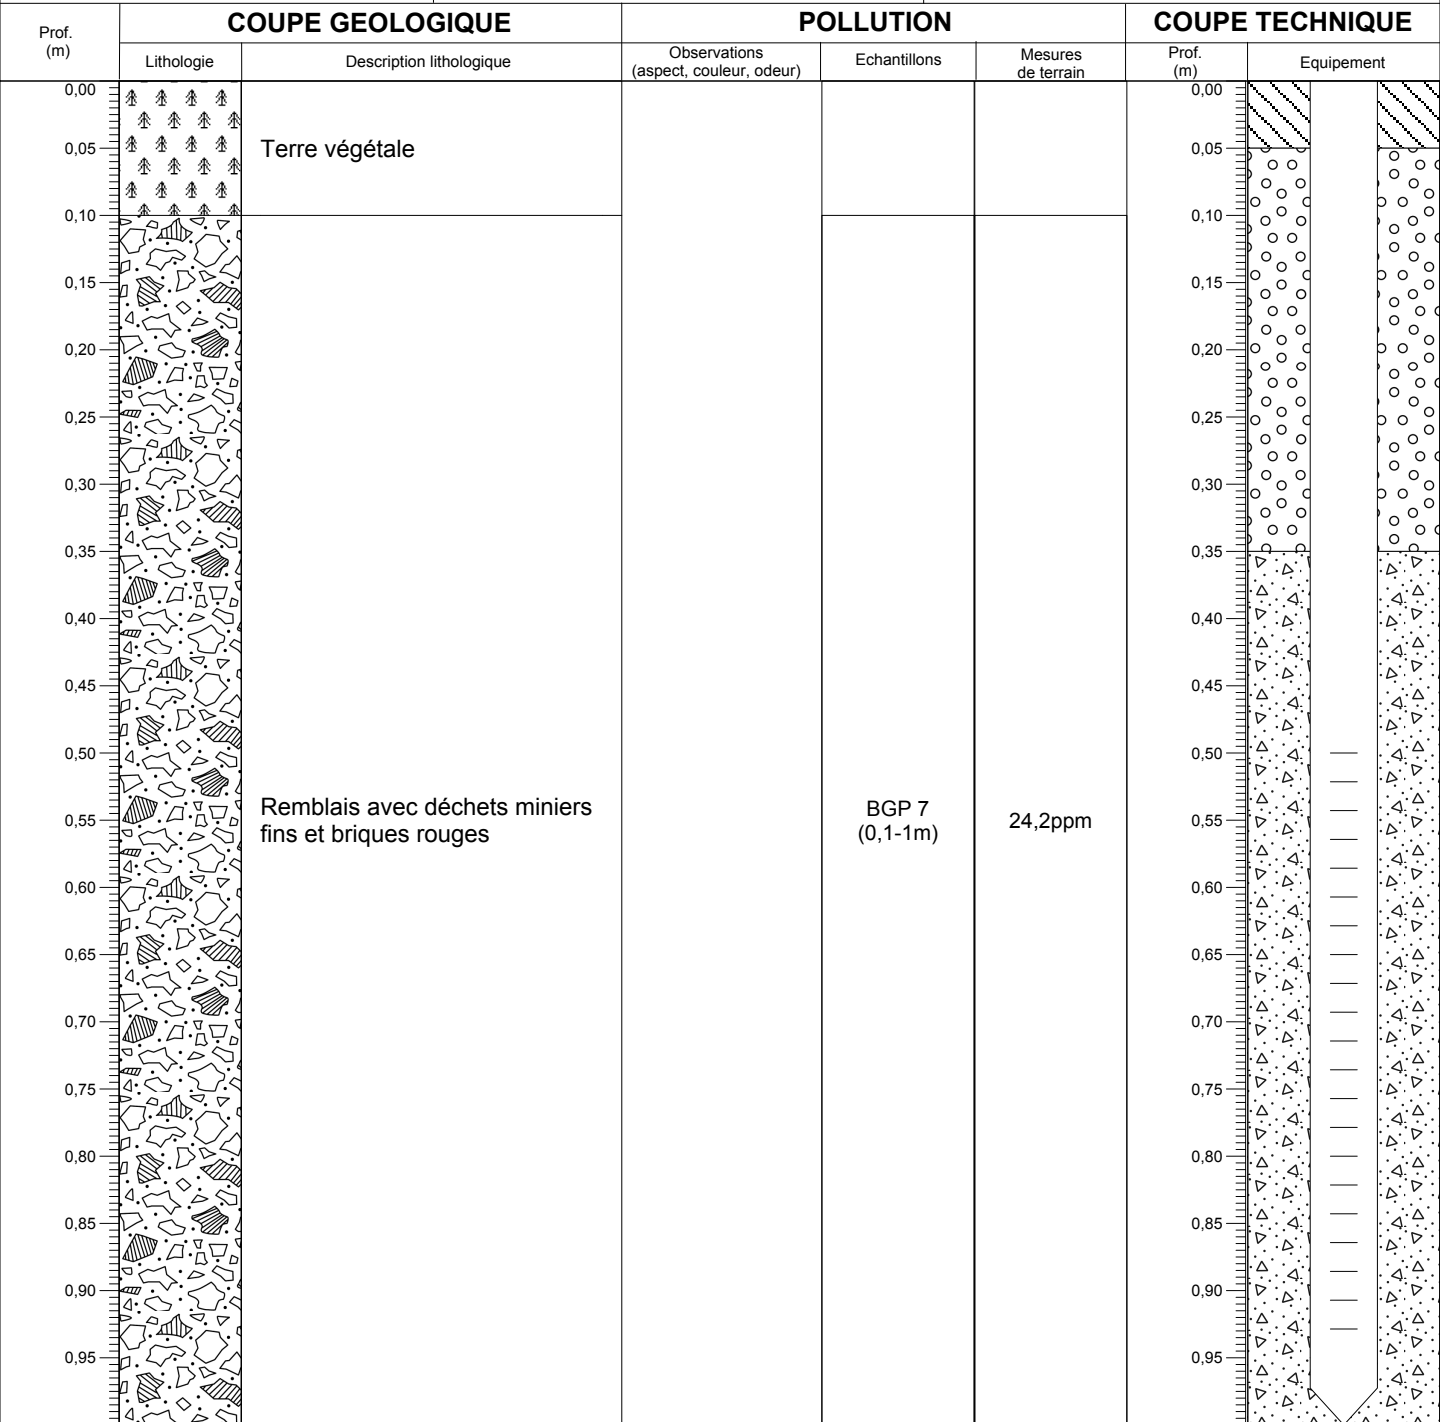 Prof.
(m)
COUPE GEOLOGIQUE
POLLUTION
COUPE TECHNIQUE
Lithologie
Description lithologique
Observations
(aspect, couleur, odeur)
Echantillons
Mesures
de terrain
Prof.
(m)
Equipement
0,00
0,05
0,10
0,15
0,20
0,25
0,30
0,35
0,40
0,45
0,50
0,55
0,60
0,65
0,70
0,75
0,80
0,85
0,90
0,95
Terre végétale
Remblais avec déchets miniers
fins et briques rouges
BGP 7
(0,1-1m)
24,2ppm
0,00
0,05
0,10
0,15
0,20
0,25
0,30
0,35
0,40
0,45
0,50
0,55
0,60
0,65
0,70
0,75
0,80
0,85
0,90
0,95